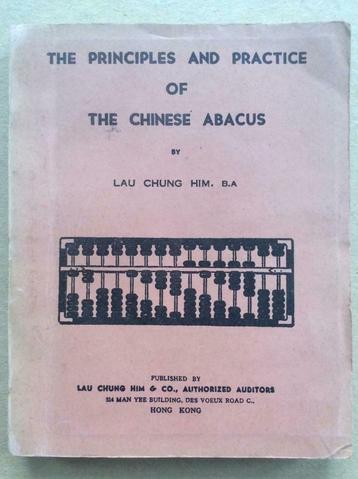 THE PRINCIPLES AND PRACTICE
OF
THE CHINESE ABACUS
BY
LAU CHUNG HIM, B.A
PUBLISHED BY
LAU CHUNG HIM & CO., AUTHORIZED AUDITORS
514 MAN YEE BUILDING, DES VOEUX ROAD C.,
HONG KONG